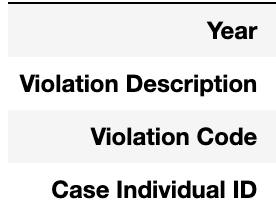 Year
Violation Description
Violation Code
Case Individual ID